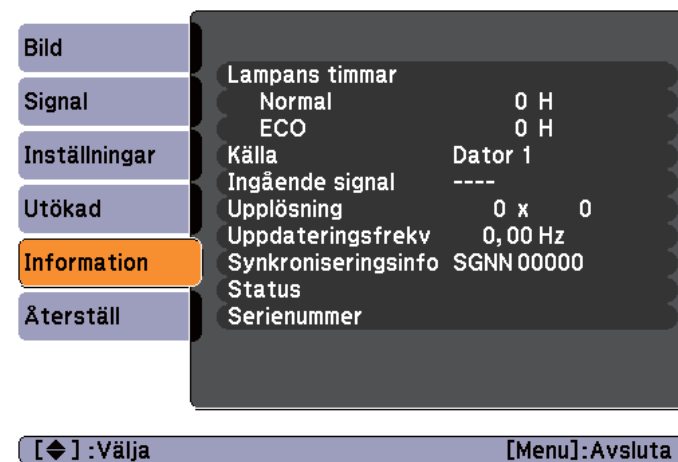 Bild
Signal
Inställningar
Utökad
Information
Återställ
Lampans timmar
Normal 0 H
ECO 0 H
Källa Dator 1
Ingående signal ----
Upplösning 0 x 0
Uppdateringsfrekv 0,00 Hz
Synkroniseringsinfo SGNN 00000
Status
Serienummer
[◆] :Välja [Menu]:Avsluta